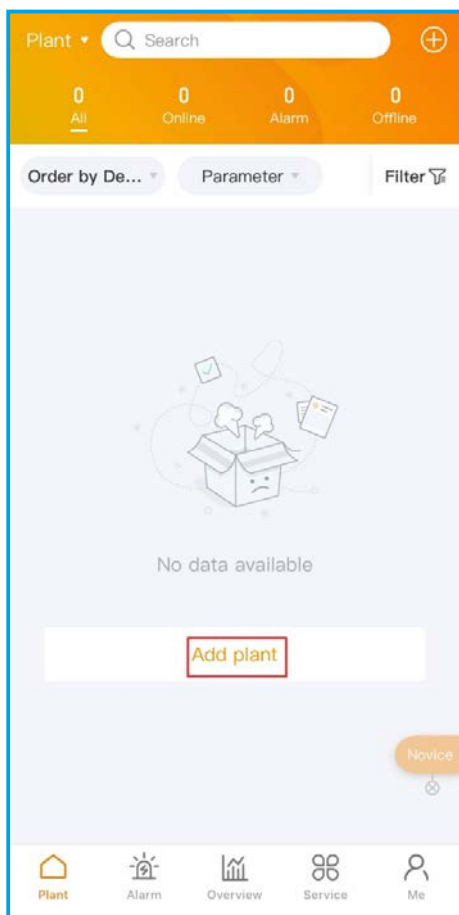 Plant Search
0 0 0 0
All Online Alarm Offline
Order by De... Parameter Filter
No data available
Add plant
Novice
Plant Alarm Overview Service Me